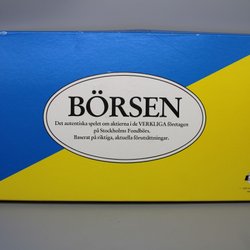 BÖRSEN
Det autentiska spelet om aktierna i de VERKLIGA företagen
på Stockholms Fondbörs.
Baserat på riktiga, aktuella förutsättningar.